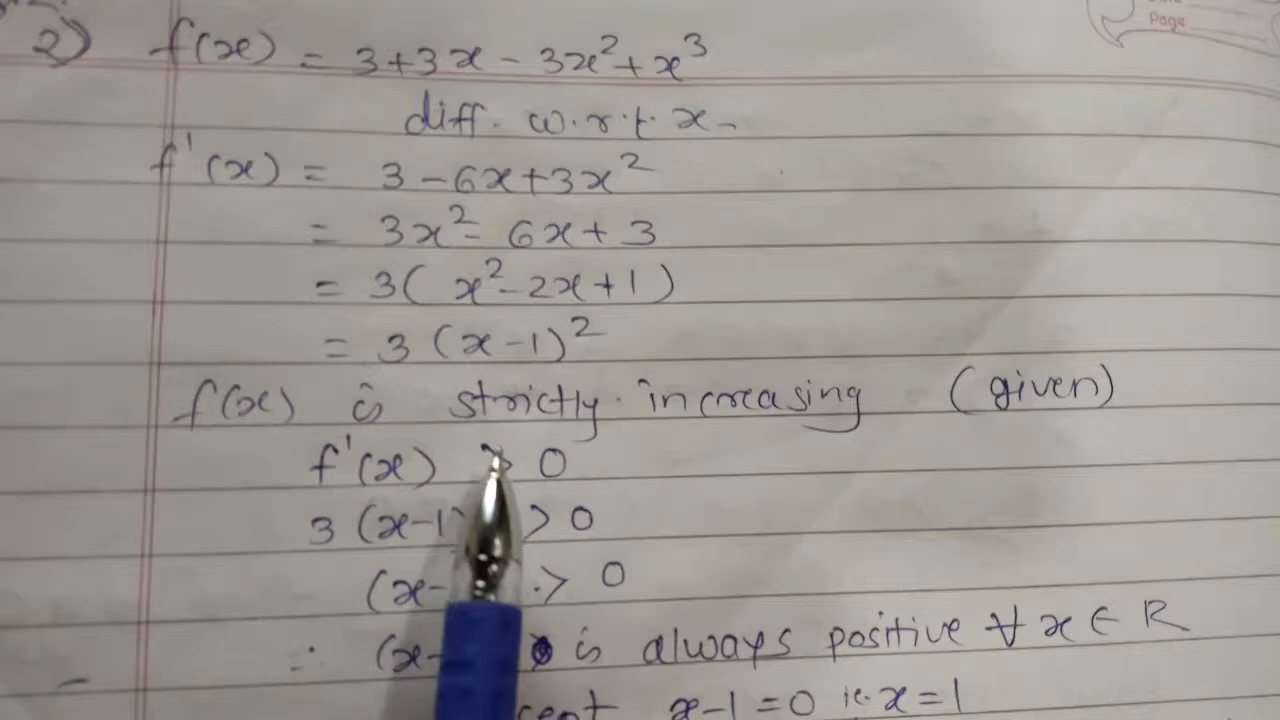 Page
2) f(x) = 3+3x - 3x²+x³
diff. w.r.t. x-
f'(x) = 3-6x+3x²
= 3x²- 6x+3
= 3( x²-2x+1)
= 3 (x-1)²
f(x) is strictly increasing (given)
f'(x) > 0
3 (x-1) > 0
(x- > 0
∴ (x- is always positive ∀ x ∈ R
x-1=0 i.e. x=1